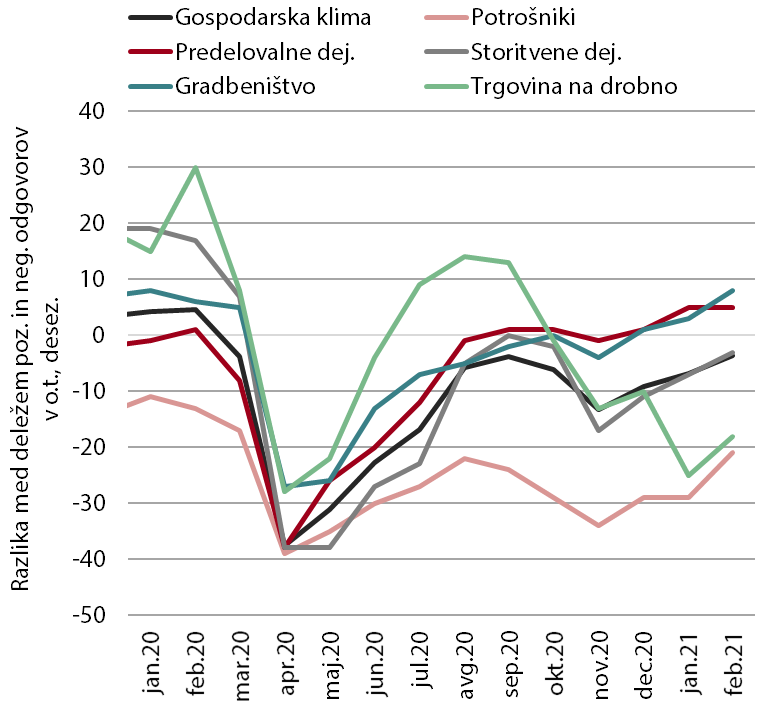 Gospodarska klima
Potrošniki
Predelovalne dej.
Storitvene dej.
Gradbeništvo
Trgovina na drobno
Razlika med deležem poz. in neg. odgovorov
v o.t., desez.
40
30
20
10
0
-10
-20
-30
-40
-50
jan.20
feb.20
mar.20
apr.20
maj.20
jun.20
jul.20
avg.20
sep.20
okt.20
nov.20
dec.20
jan.21
feb.21